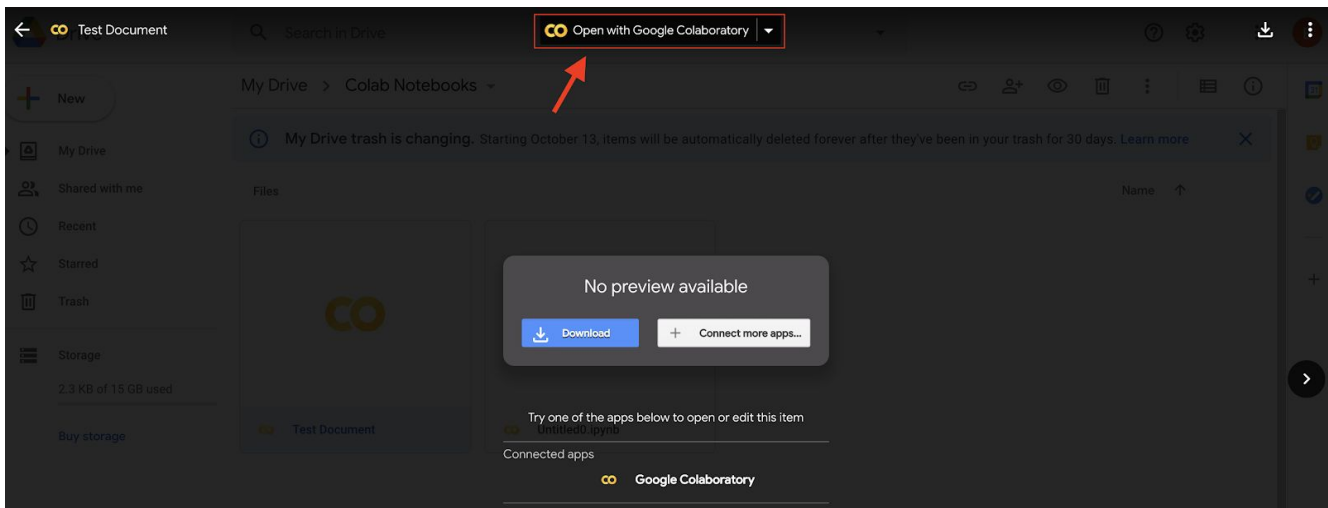 Test Document
Open with Google Colaboratory
Search in Drive
New
My Drive > Colab Notebooks
My Drive trash is changing. Starting October 13, items will be automatically deleted forever after they've been in your trash for 30 days. Learn more
My Drive
Shared with me
Recent
Starred
Trash
Storage
2.3 KB of 15 GB used
Buy storage
Files
Name
No preview available
Download
Connect more apps...
Test Document
Untitled0.ipynb
Try one of the apps below to open or edit this item
Connected apps
Google Colaboratory